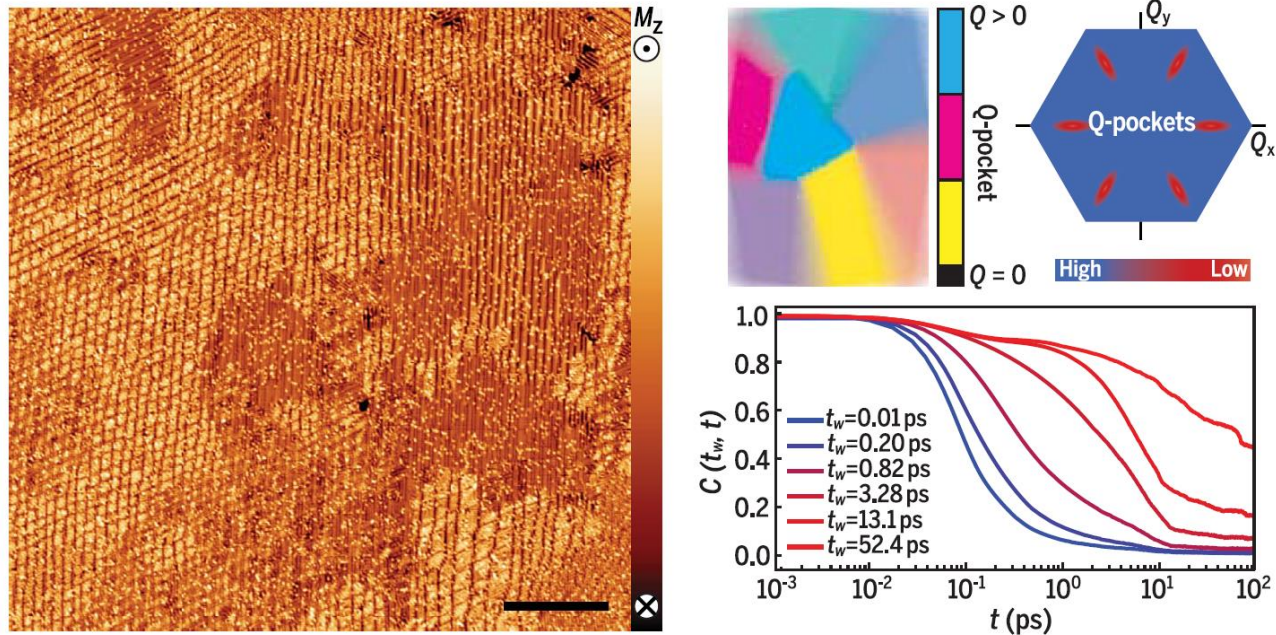 M_Z
Q > 0
Q-pocket
Q = 0
Q_y
Q-pockets
Q_x
High
Low
1.0
0.8
0.6
0.4
0.2
0.0
C (t_w, t)
t_w=0.01 ps
t_w=0.20 ps
t_w=0.82 ps
t_w=3.28 ps
t_w=13.1 ps
t_w=52.4 ps
10^-3
10^-2
10^-1
10^0
10^1
10^2
t (ps)